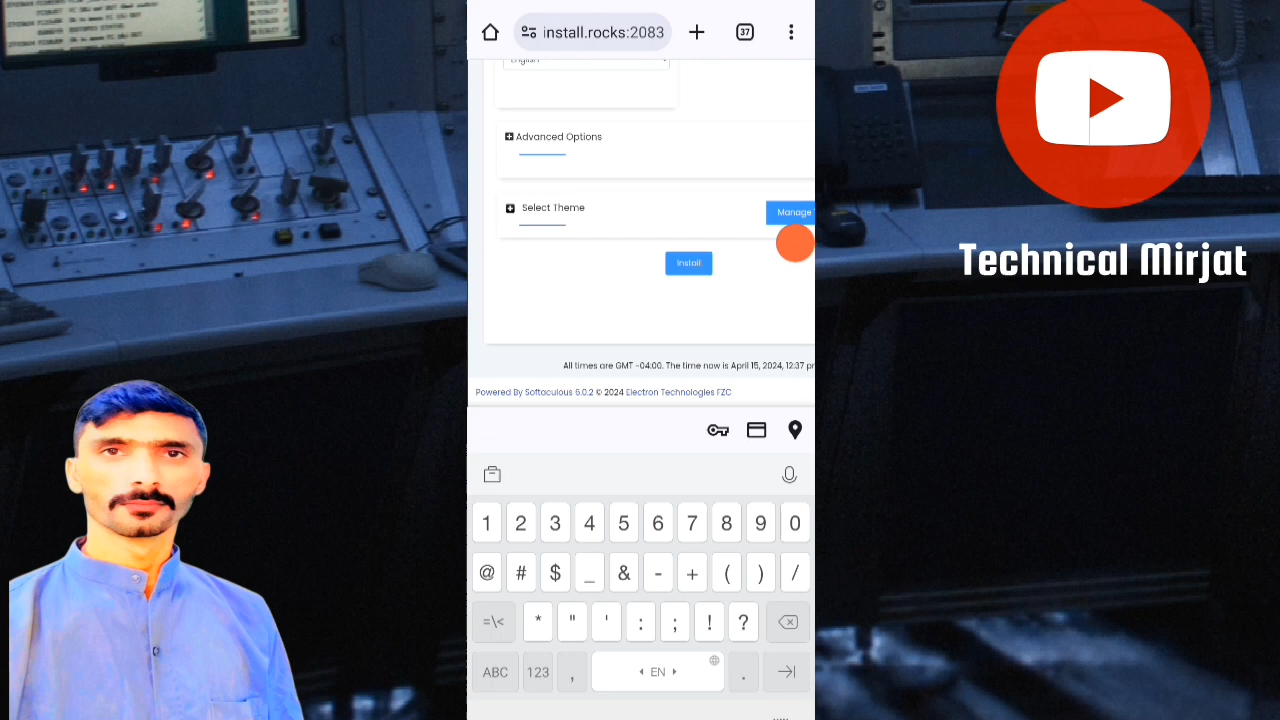 install.rocks:2083
37
English
Advanced Options
Select Theme
Manage
Install
All times are GMT -04:00. The time now is April 15, 2024, 12:37 pm
Powered By Softaculous 6.0.2 © 2024 Electron Technologies FZC
1 2 3 4 5 6 7 8 9 0
@ # $ _ & - + ( ) /
=\< * " ' : ; ! ?
ABC 123 , EN .
Technical Mirjat